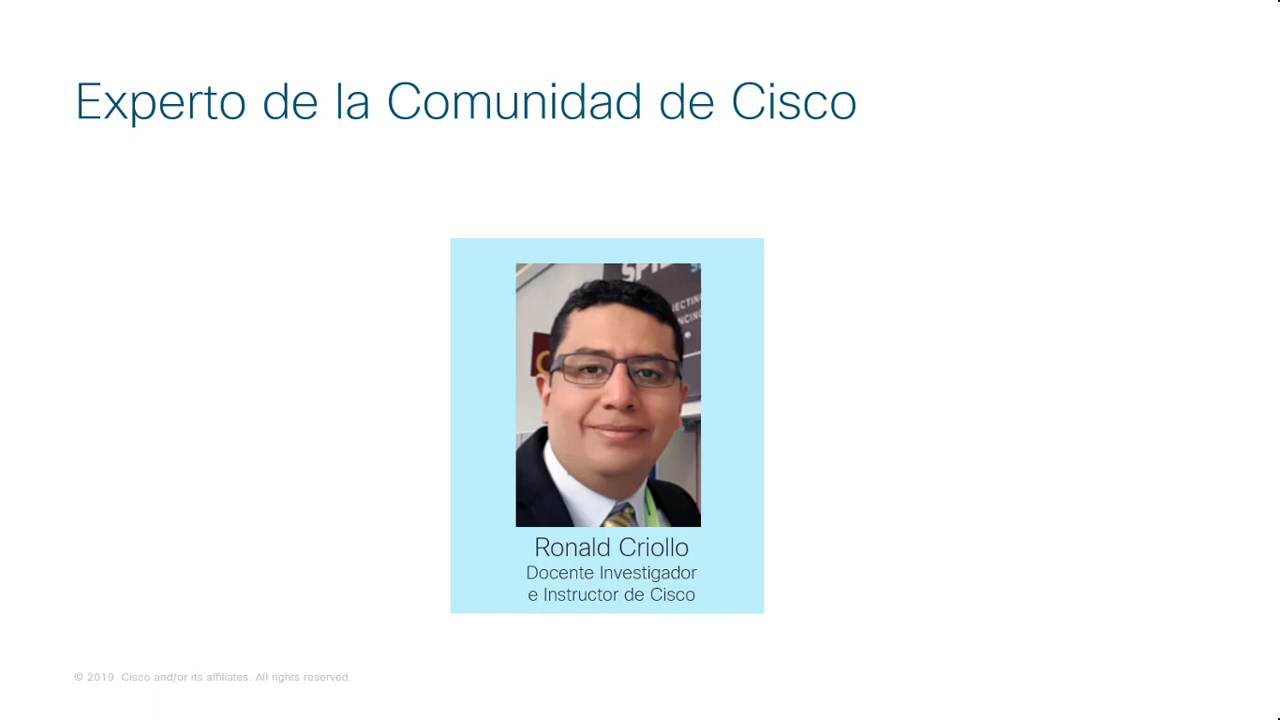 Experto de la Comunidad de Cisco
Ronald Criollo
Docente Investigador
e Instructor de Cisco
© 2019 Cisco and/or its affiliates. All rights reserved.